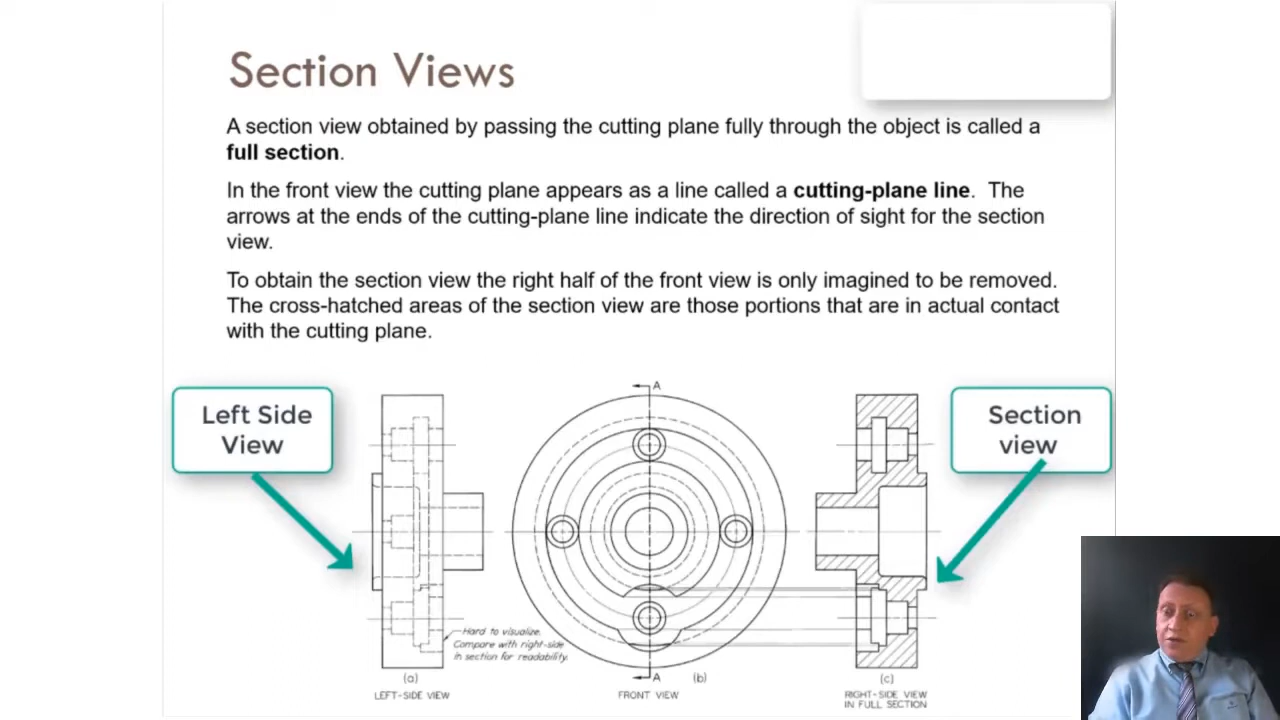 Section Views
A section view obtained by passing the cutting plane fully through the object is called a
full section.
In the front view the cutting plane appears as a line called a cutting-plane line. The
arrows at the ends of the cutting-plane line indicate the direction of sight for the section
view.
To obtain the section view the right half of the front view is only imagined to be removed.
The cross-hatched areas of the section view are those portions that are in actual contact
with the cutting plane.
Left Side
View
Section
view
A
Hard to visualize.
Compare with right-side
in section for readability.
A
(a)
(b)
(c)
LEFT-SIDE VIEW
FRONT VIEW
RIGHT-SIDE VIEW
IN FULL SECTION